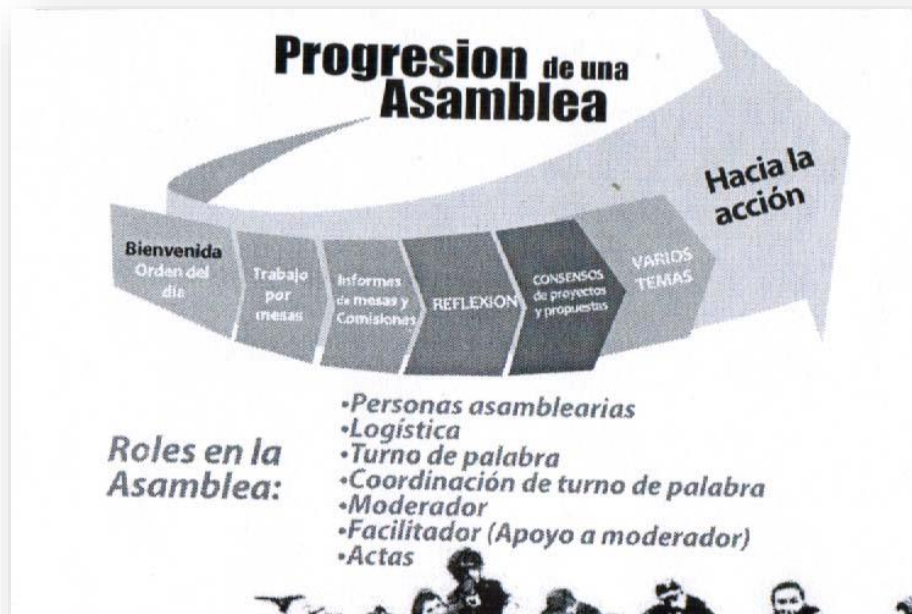 Progresion de una
Asamblea
Hacia la
acción
Bienvenida
Orden del
día
Trabajo
por
mesas
Informes
de mesas y
Comisiones
REFLEXION
CONSENSOS
de proyectos
y propuestas
VARIOS
TEMAS
Roles en la
Asamblea:
•Personas asamblearias
•Logística
•Turno de palabra
•Coordinación de turno de palabra
•Moderador
•Facilitador (Apoyo a moderador)
•Actas